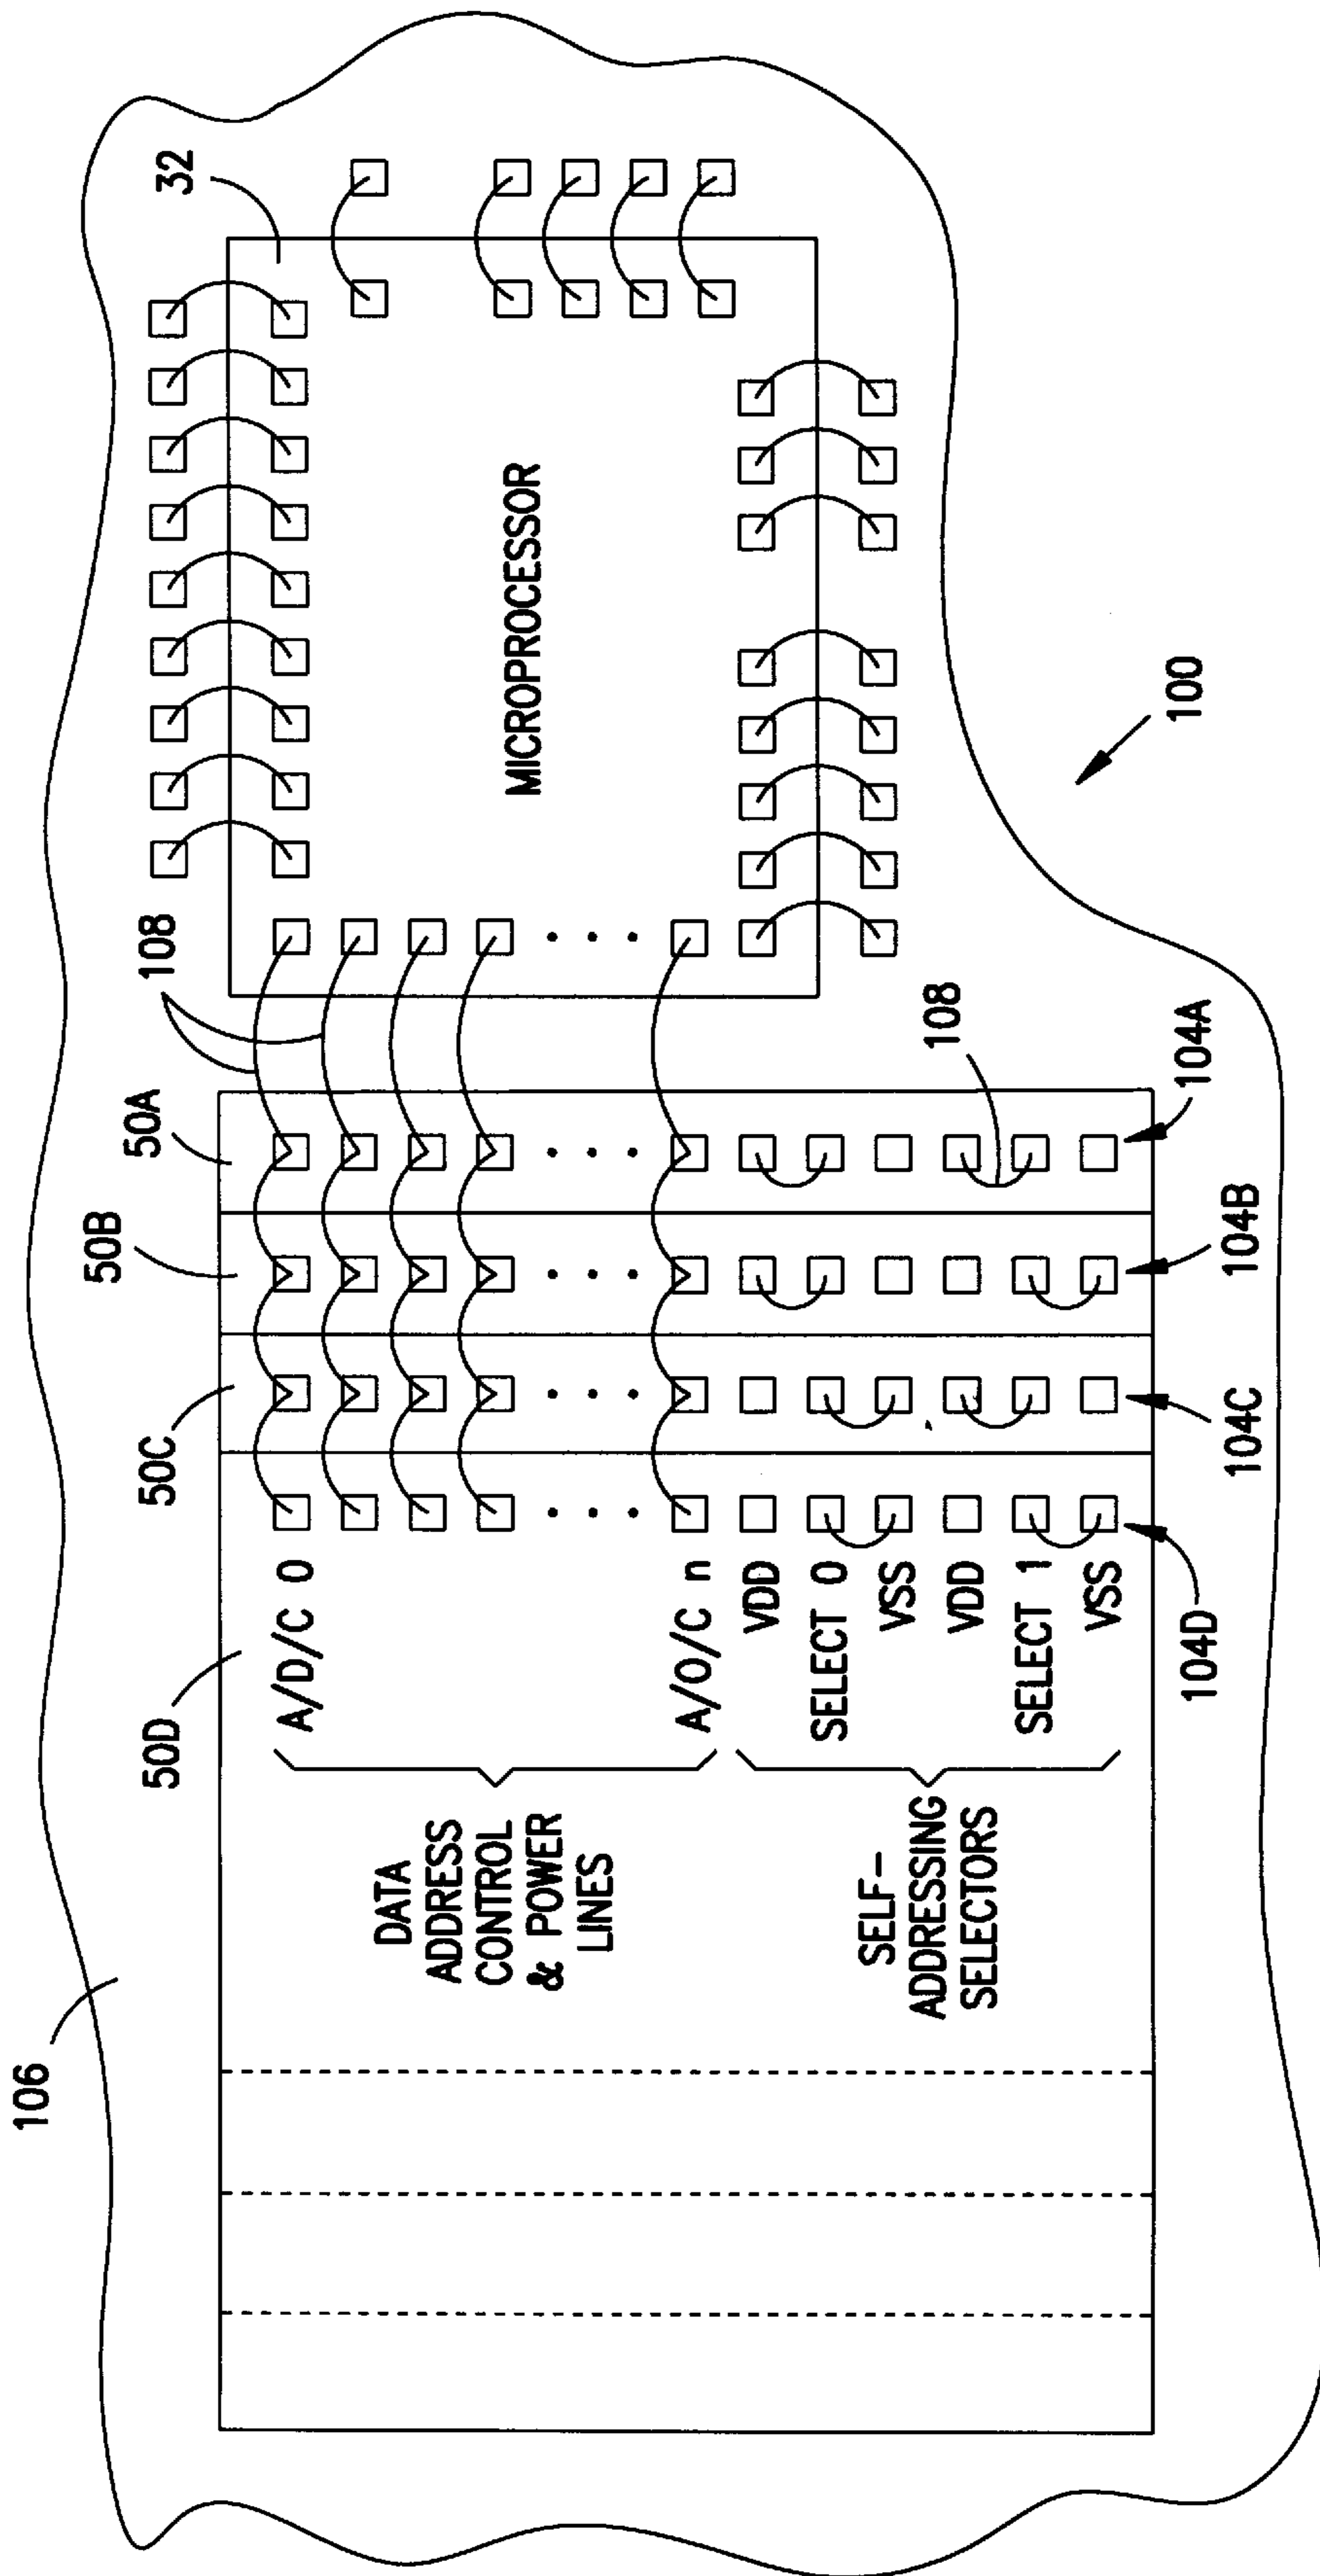 106
50D
50C
50B
50A
108
32
A/D/C 0
DATA
ADDRESS
CONTROL
& POWER
LINES
A/O/C n
VDD
SELECT 0
VSS
VDD
SELECT 1
VSS
SELF-
ADDRESSING
SELECTORS
MICROPROCESSOR
108
104D
104C
104B
104A
100